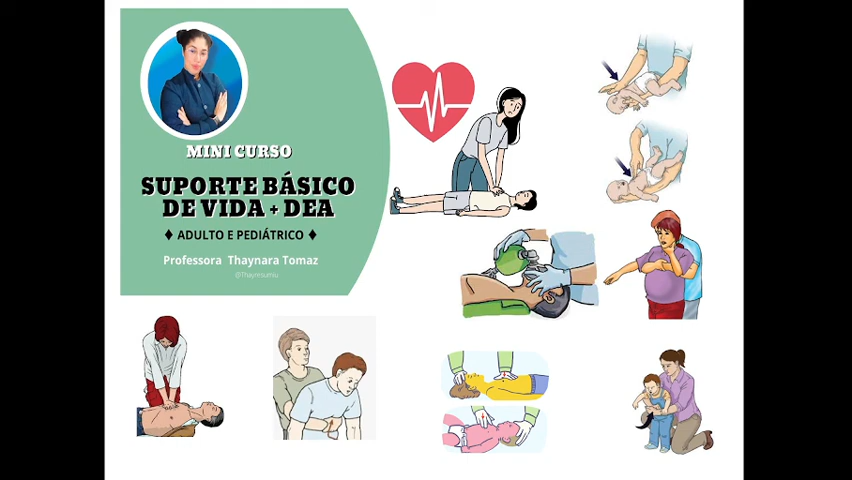 MINI CURSO
SUPORTE BÁSICO
DE VIDA + DEA
♦ ADULTO E PEDIÁTRICO ♦
Professora Thaynara Tomaz